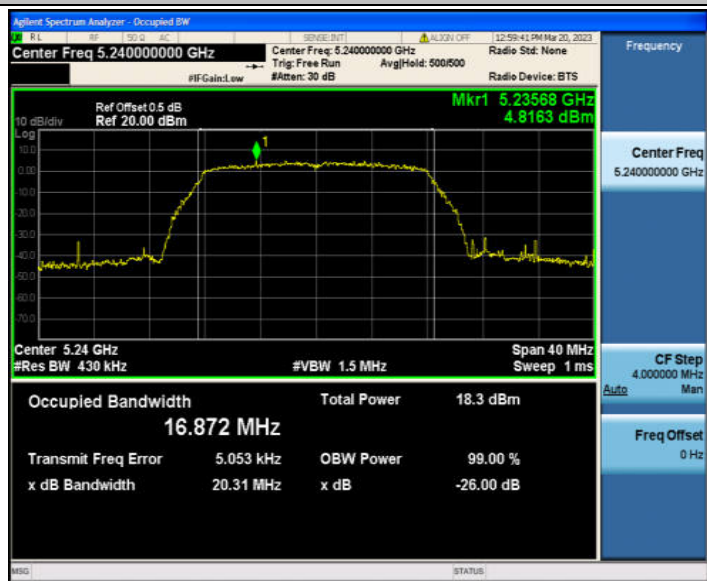 Agilent Spectrum Analyzer - Occupied BW
RL RF 50 Ω AC SENSE:INT ALIGN OFF 12:59:41 PM Mar 20, 2023
Center Freq 5.240000000 GHz
Center Freq: 5.240000000 GHz
Radio Std: None
Trig: Free Run Avg|Hold: 500/500
#IFGain:Low
#Atten: 30 dB
Radio Device: BTS
Frequency
Ref Offset 0.5 dB
Ref 20.00 dBm
10 dB/div
Log
Mkr1 5.23568 GHz
4.8163 dBm
1
10.0
0.00
-10.0
-20.0
-30.0
-40.0
-50.0
-60.0
-70.0
Center 5.24 GHz
Span 40 MHz
#Res BW 430 kHz
#VBW 1.5 MHz
Sweep 1 ms
Center Freq
5.240000000 GHz
CF Step
4.000000 MHz
Auto Man
Freq Offset
0 Hz
Occupied Bandwidth
16.872 MHz
Total Power 18.3 dBm
Transmit Freq Error 5.053 kHz
OBW Power 99.00 %
x dB Bandwidth 20.31 MHz
x dB -26.00 dB
MSG
STATUS